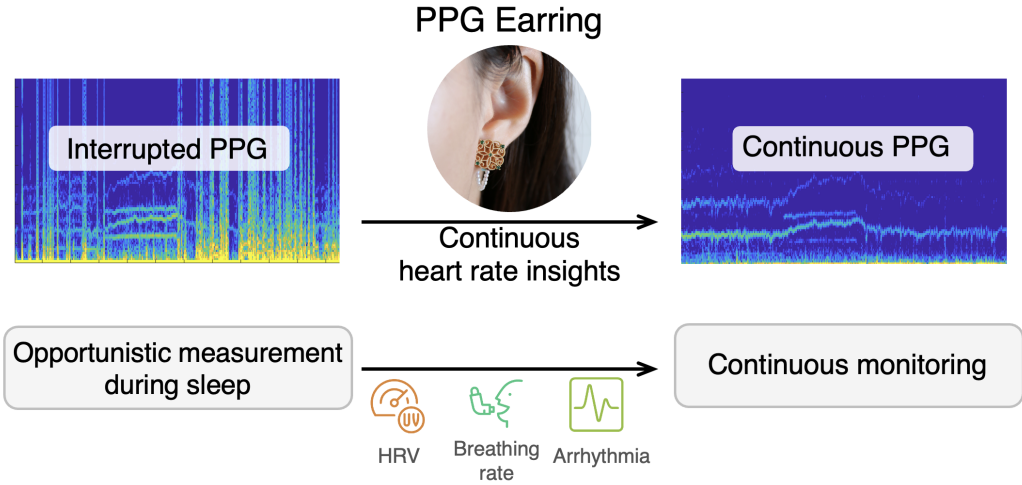 PPG Earring
Interrupted PPG
Continuous PPG
Continuous
heart rate insights
Opportunistic measurement
during sleep
Continuous monitoring
UV
HRV
Breathing
rate
Arrhythmia